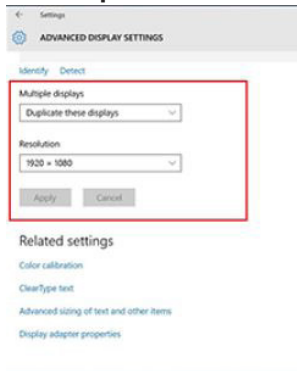 Settings
ADVANCED DISPLAY SETTINGS
Identify Detect
Multiple displays
Duplicate these displays
Resolution
1920 × 1080
Apply Cancel
Related settings
Color calibration
ClearType text
Advanced sizing of text and other items
Display adapter properties